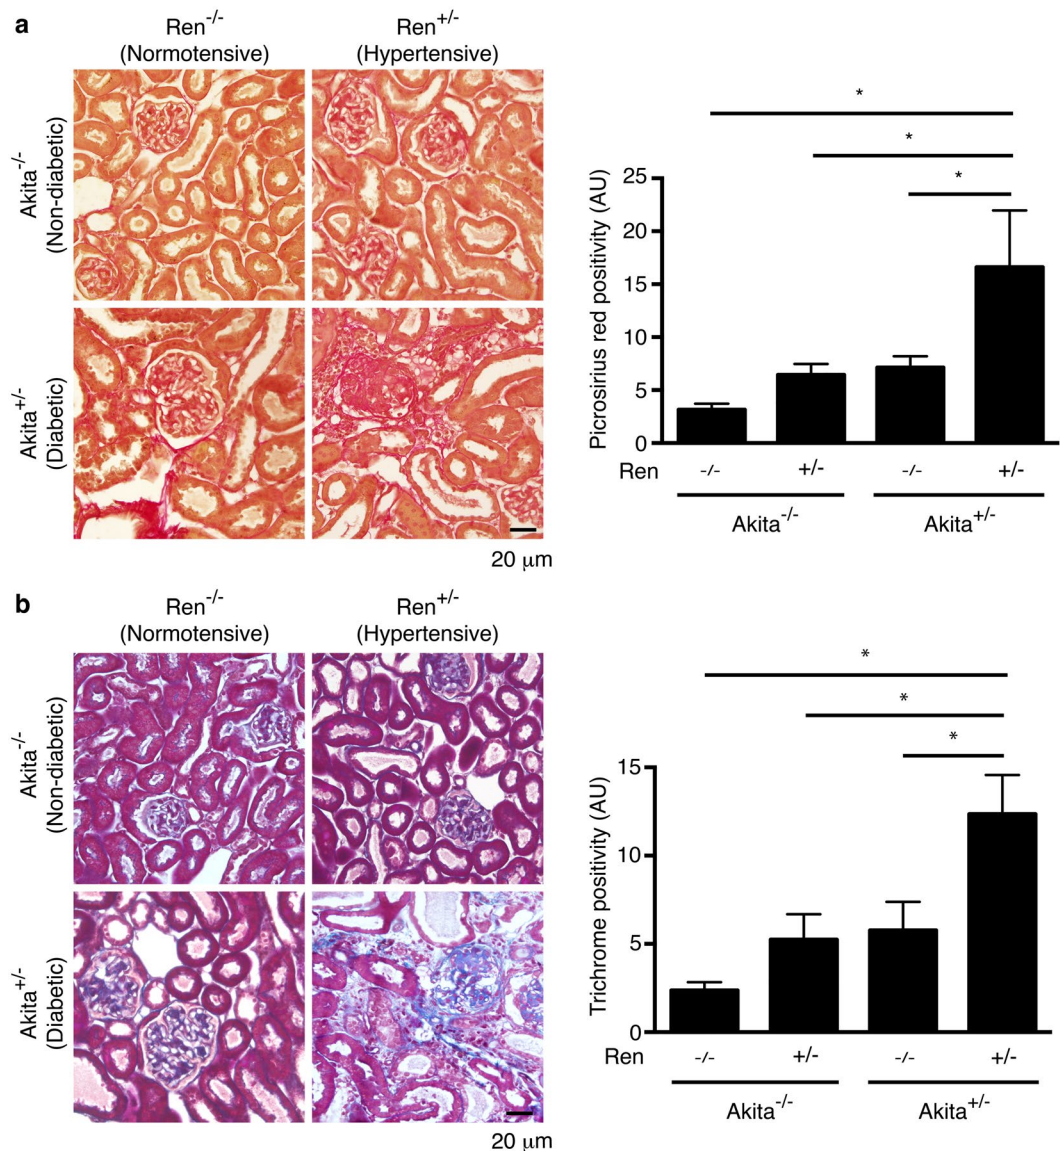 a
Ren-/-
(Normotensive)
Ren+/-
(Hypertensive)
Akita-/-
(Non-diabetic)
Akita+/-
(Diabetic)
20 µm
*
*
*
Picrosirius red positivity (AU)
25
20
15
10
5
0
Ren
-/-
+/-
-/-
+/-
Akita-/-
Akita+/-
b
Ren-/-
(Normotensive)
Ren+/-
(Hypertensive)
Akita-/-
(Non-diabetic)
Akita+/-
(Diabetic)
20 µm
*
*
*
Trichrome positivity (AU)
15
10
5
0
Ren
-/-
+/-
-/-
+/-
Akita-/-
Akita+/-